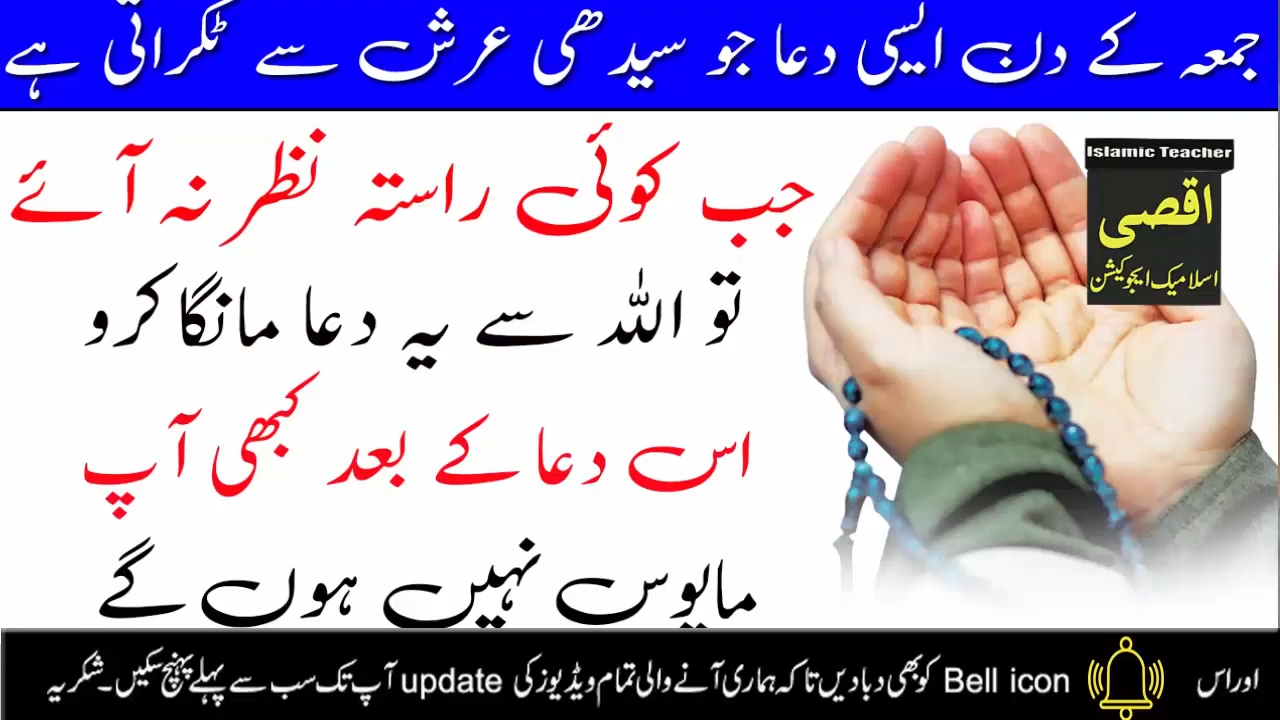 جمعہ کے دن ایسی دعا جو سیدھی عرش سے ٹکراتی ہے
Islamic Teacher
اقصی
اسلامیک ایجوکیشن
جب کوئی راستہ نظر نہ آئے
تو اللہ سے یہ دعا مانگا کرو
اس دعا کے بعد کبھی آپ
مایوس نہیں ہوں گے
اور اس Bell icon کو بھی دبا دیں تاکہ ہماری آنے والی تمام ویڈیوز کی update آپ تک سب سے پہلے پہنچ سکیں۔ شکریہ